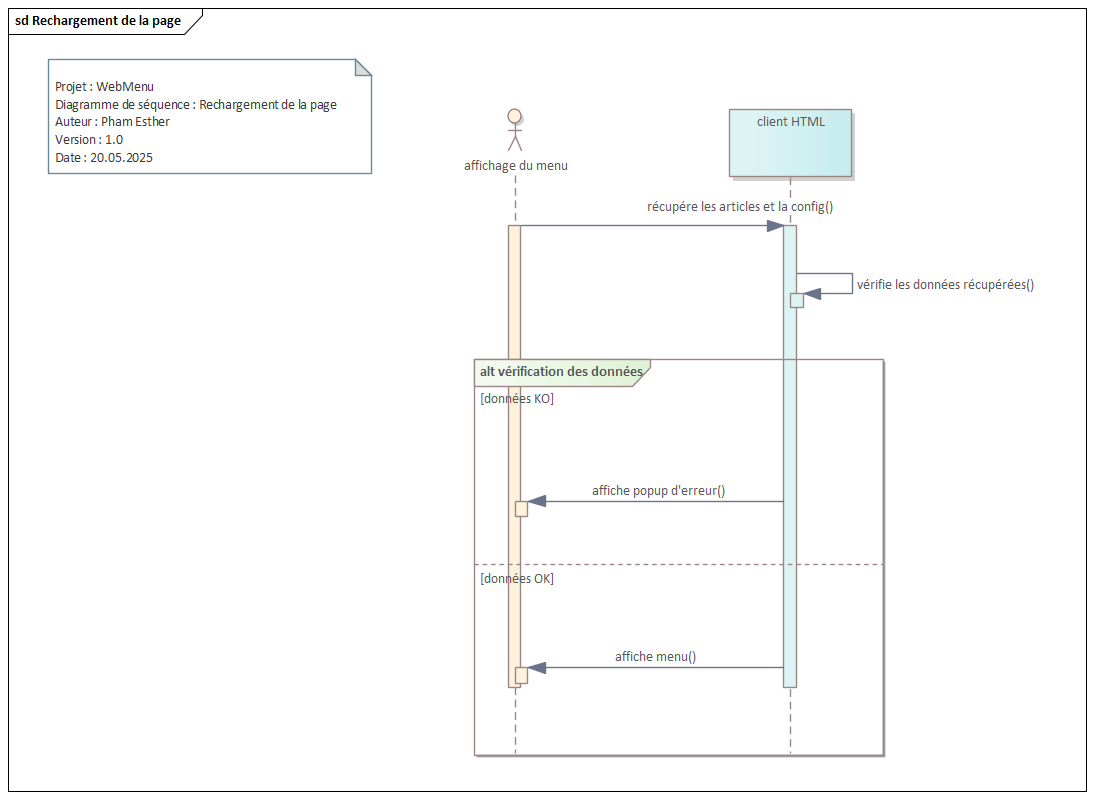 sd Rechargement de la page
Projet : WebMenu
Diagramme de séquence : Rechargement de la page
Auteur : Pham Esther
Version : 1.0
Date : 20.05.2025
client HTML
affichage du menu
récupére les articles et la config()
vérifie les données récupérées()
alt vérification des données
[données KO]
affiche popup d'erreur()
[données OK]
affiche menu()